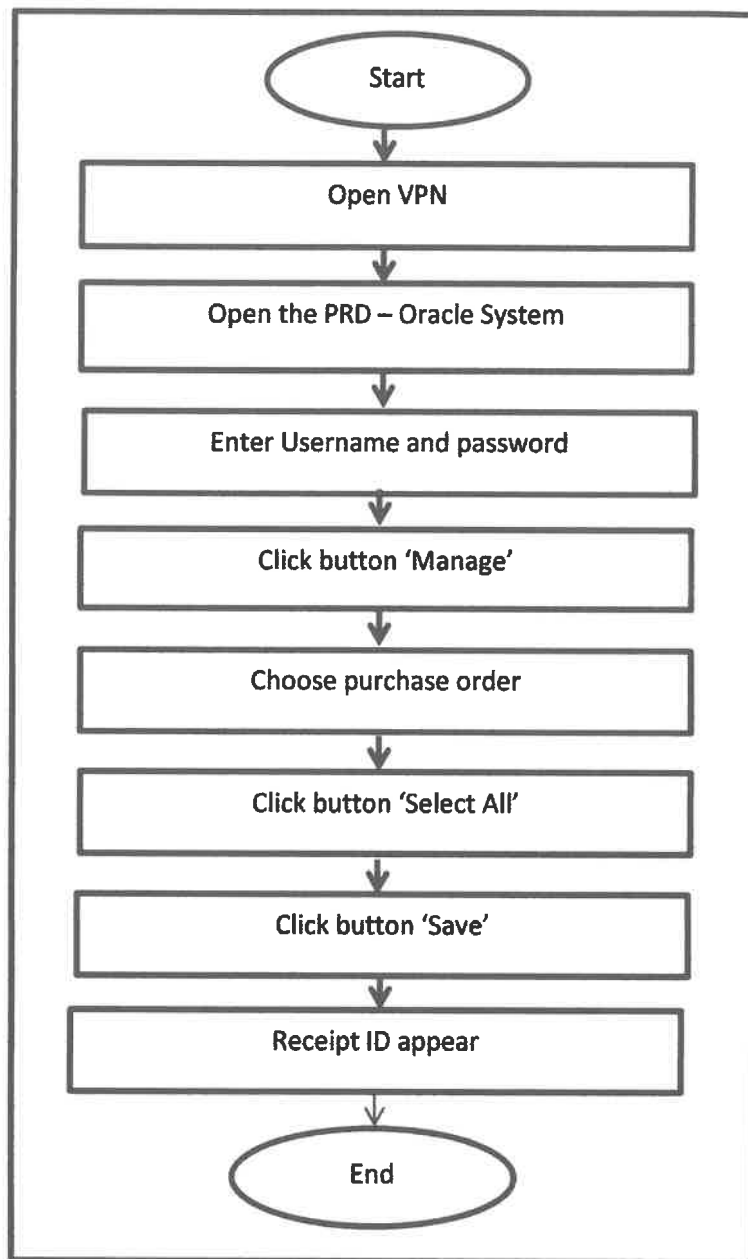 Start
Open VPN
Open the PRD – Oracle System
Enter Username and password
Click button ‘Manage’
Choose purchase order
Click button ‘Select All’
Click button ‘Save’
Receipt ID appear
End